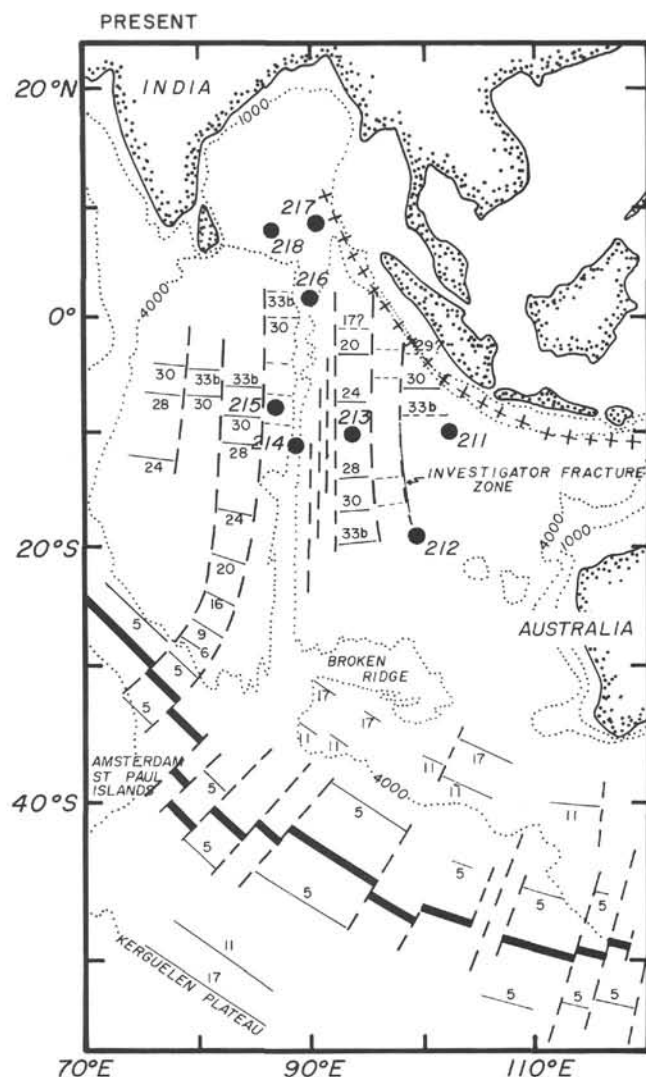 PRESENT
20°N
INDIA
1000
217
218
216
4000
33b
30
17?
20
29?
30
33b
30
33b
33b
28
30
215
30
28
214
24
213
211
24
28
30
33b
INVESTIGATOR FRACTURE
ZONE
212
4000
1000
0°
20°S
24
20
16
9
6
5
5
5
AUSTRALIA
BROKEN
RIDGE
17
17
11
11
17
11
11
11
AMSTERDAM
ST PAUL
ISLANDS
40°S
5
4000
5
5
5
5
5
5
5
5
5
5
11
17
KERGUELEN PLATEAU
70°E
90°E
110°E